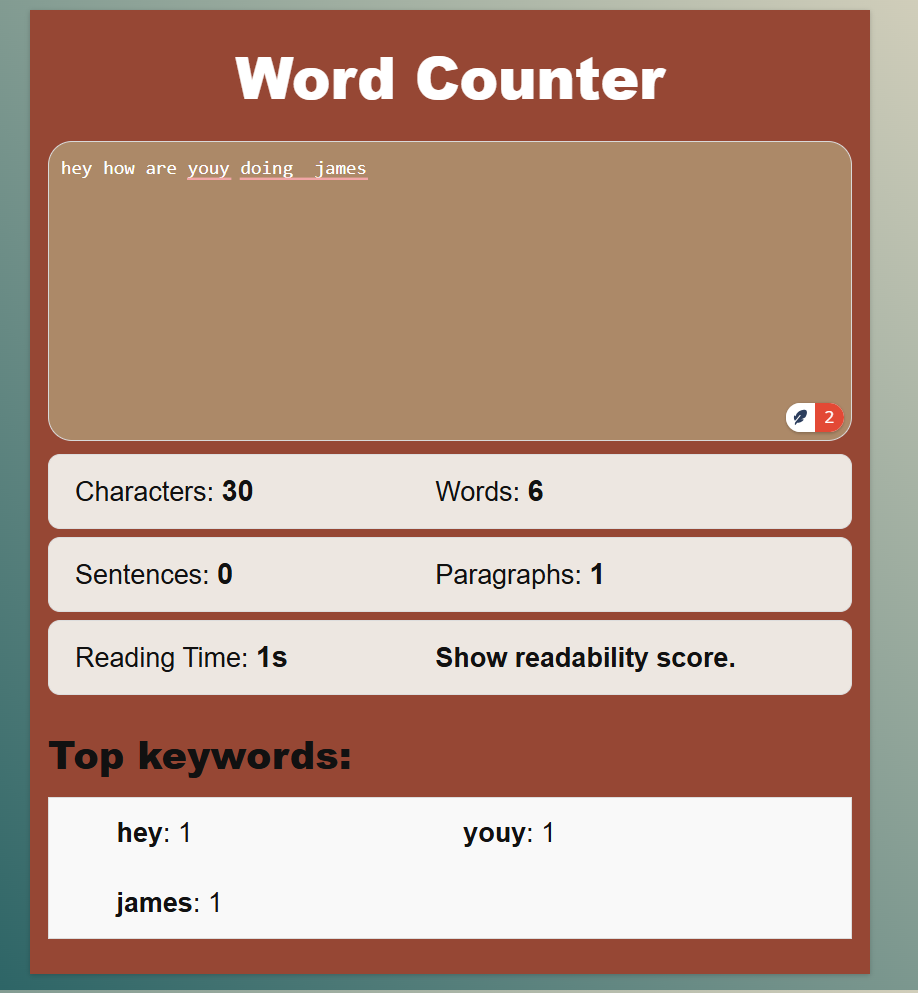 Word Counter
hey how are youy doing  james
2
Characters: 30
Words: 6
Sentences: 0
Paragraphs: 1
Reading Time: 1s
Show readability score.
Top keywords:
hey: 1
youy: 1
james: 1